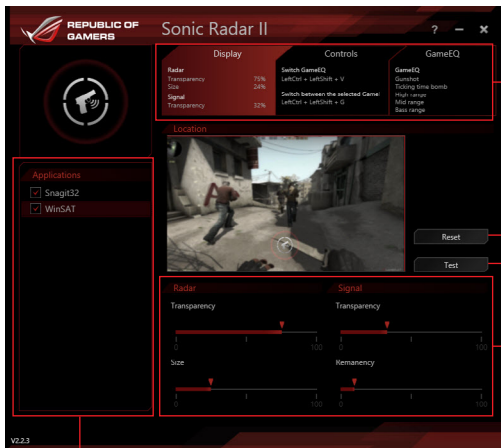 REPUBLIC OF
GAMERS
Sonic Radar II
?
Display
Controls
GameEQ
Radar
Transparency 75%
Size 24%
Signal
Transparency 32%
Switch GameEQ
LeftCtrl + LeftShift + V
Switch between the selected Game
LeftCtrl + LeftShift + G
GameEQ
Gunshot
Ticking time bomb
High range
Mid range
Bass range
Location
Applications
Snagit32
WinSAT
Reset
Test
Radar
Signal
Transparency
Transparency
0 100
0 100
Size
Remanency
0 100
0 100
V2.2.3